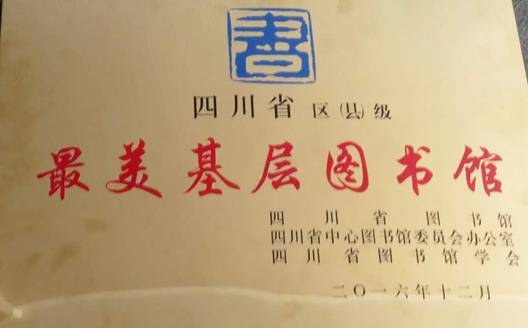 書
四川省区(县)级
最美基层图书馆
四川省图书馆
四川省中心图书馆委员会办公室
四川省图书馆学会
二〇一六年十二月